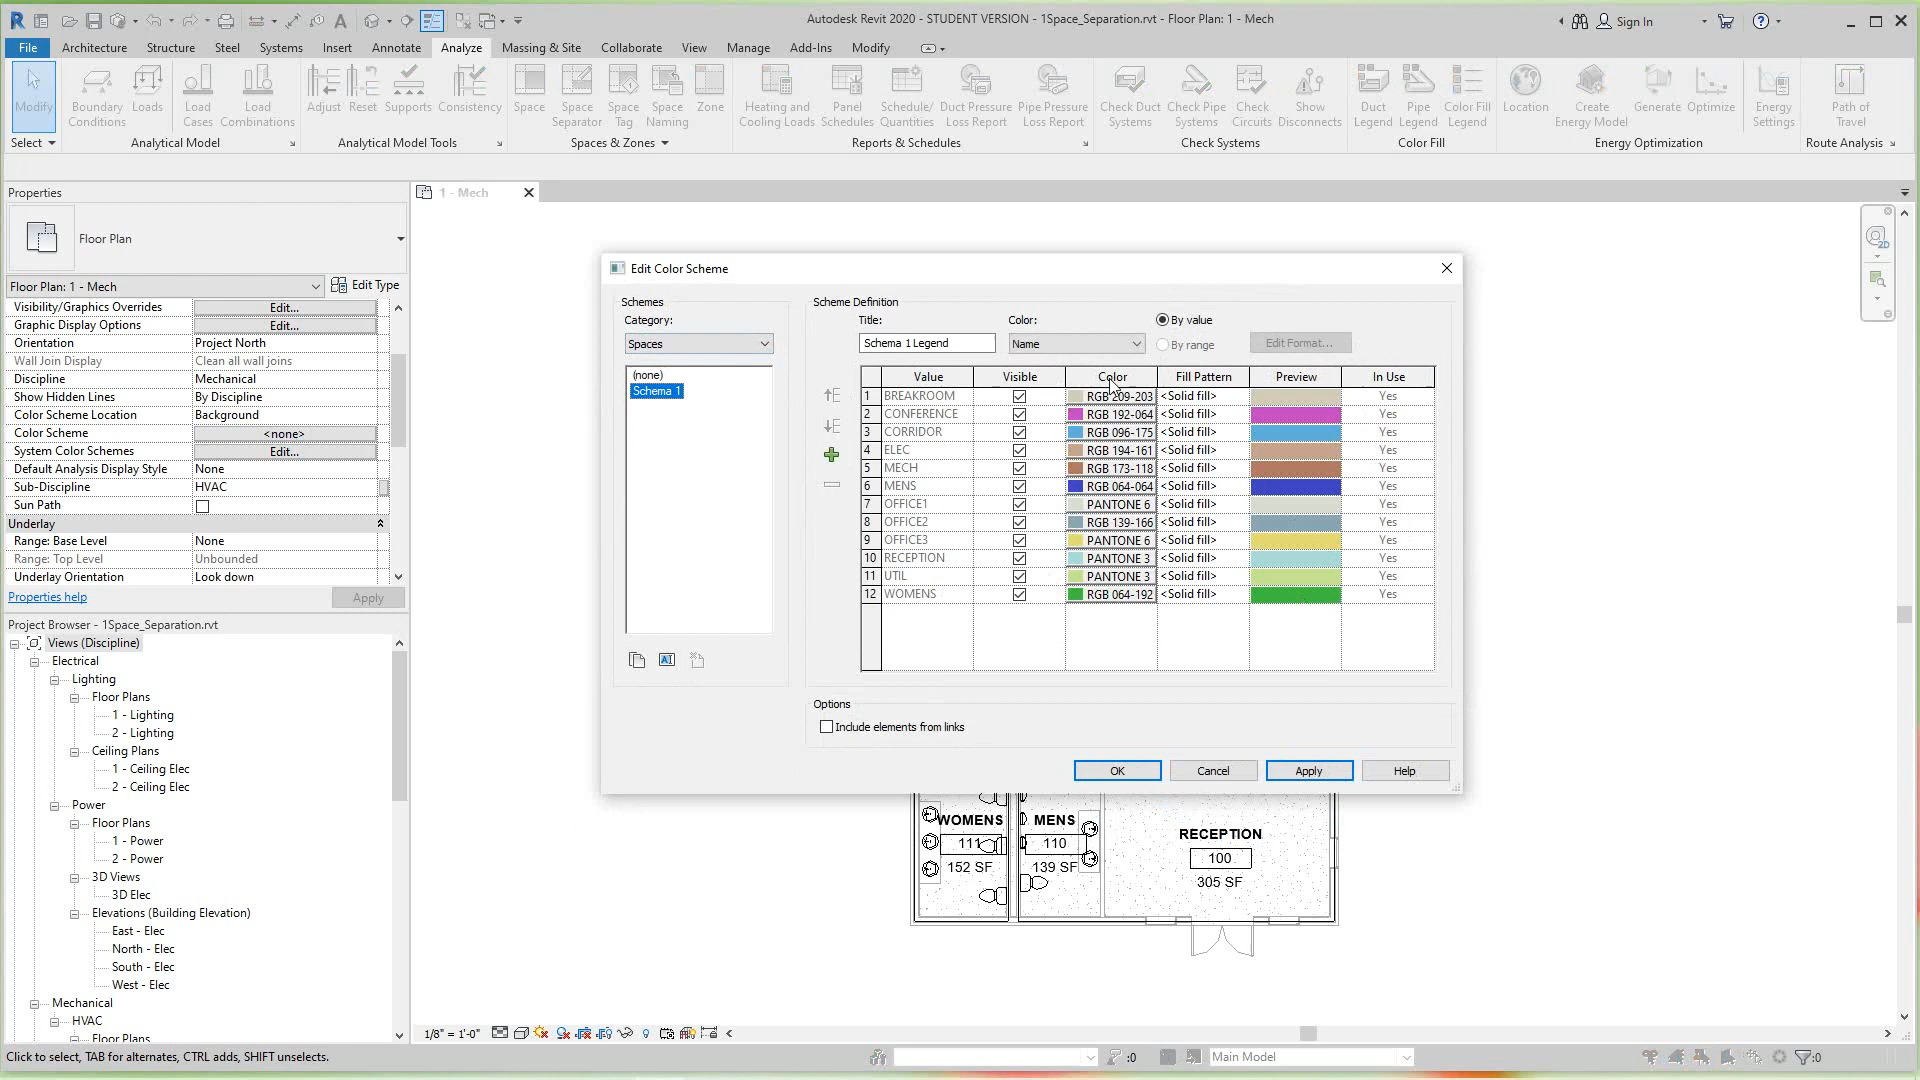 Autodesk Revit 2020 - STUDENT VERSION - 1Space_Separation.rvt - Floor Plan: 1 - Mech
Sign In
File Architecture Structure Steel Systems Insert Annotate Analyze Massing & Site Collaborate View Manage Add-Ins Modify
Modify
Boundary Conditions
Loads
Load Cases
Load Combinations
Adjust
Reset
Supports
Consistency
Space
Space Separator
Space Tag
Space Naming
Zone
Heating and Cooling Loads
Panel Schedules
Schedule/ Quantities
Duct Pressure Loss Report
Pipe Pressure Loss Report
Check Duct Systems
Check Pipe Systems
Check Circuits
Show Disconnects
Duct Legend
Pipe Legend
Color Fill Legend
Location
Create Energy Model
Generate
Optimize
Energy Settings
Path of Travel
Select
Analytical Model
Analytical Model Tools
Spaces & Zones
Reports & Schedules
Check Systems
Color Fill
Energy Optimization
Route Analysis
Properties
1 - Mech
Floor Plan
Floor Plan: 1 - Mech
Edit Type
Visibility/Graphics Overrides Edit...
Graphic Display Options Edit...
Orientation Project North
Wall Join Display Clean all wall joins
Discipline Mechanical
Show Hidden Lines By Discipline
Color Scheme Location Background
Color Scheme <none>
System Color Schemes Edit...
Default Analysis Display Style None
Sub-Discipline HVAC
Sun Path
Underlay
Range: Base Level None
Range: Top Level Unbounded
Underlay Orientation Look down
Properties help
Apply
Project Browser - 1Space_Separation.rvt
Views (Discipline)
Electrical
Lighting
Floor Plans
1 - Lighting
2 - Lighting
Ceiling Plans
1 - Ceiling Elec
2 - Ceiling Elec
Power
Floor Plans
1 - Power
2 - Power
3D Views
3D Elec
Elevations (Building Elevation)
East - Elec
North - Elec
South - Elec
West - Elec
Mechanical
HVAC
Floor Plans
Edit Color Scheme
Schemes
Category:
Spaces
(none)
Schema 1
Scheme Definition
Title:
Schema 1 Legend
Color:
Name
By value
By range
Edit Format...
Value Visible Color Fill Pattern Preview In Use
1 BREAKROOM RGB 209-203 <Solid fill> Yes
2 CONFERENCE RGB 192-064 <Solid fill> Yes
3 CORRIDOR RGB 096-175 <Solid fill> Yes
4 ELEC RGB 194-161 <Solid fill> Yes
5 MECH RGB 173-118 <Solid fill> Yes
6 MENS RGB 064-064 <Solid fill> Yes
7 OFFICE1 PANTONE 6 <Solid fill> Yes
8 OFFICE2 RGB 139-166 <Solid fill> Yes
9 OFFICE3 PANTONE 6 <Solid fill> Yes
10 RECEPTION PANTONE 3 <Solid fill> Yes
11 UTIL PANTONE 3 <Solid fill> Yes
12 WOMENS RGB 064-192 <Solid fill> Yes
Options
Include elements from links
OK Cancel Apply Help
WOMENS
111
152 SF
MENS
110
139 SF
RECEPTION
100
305 SF
1/8" = 1'-0"
Click to select, TAB for alternates, CTRL adds, SHIFT unselects.
:0
Main Model
:0